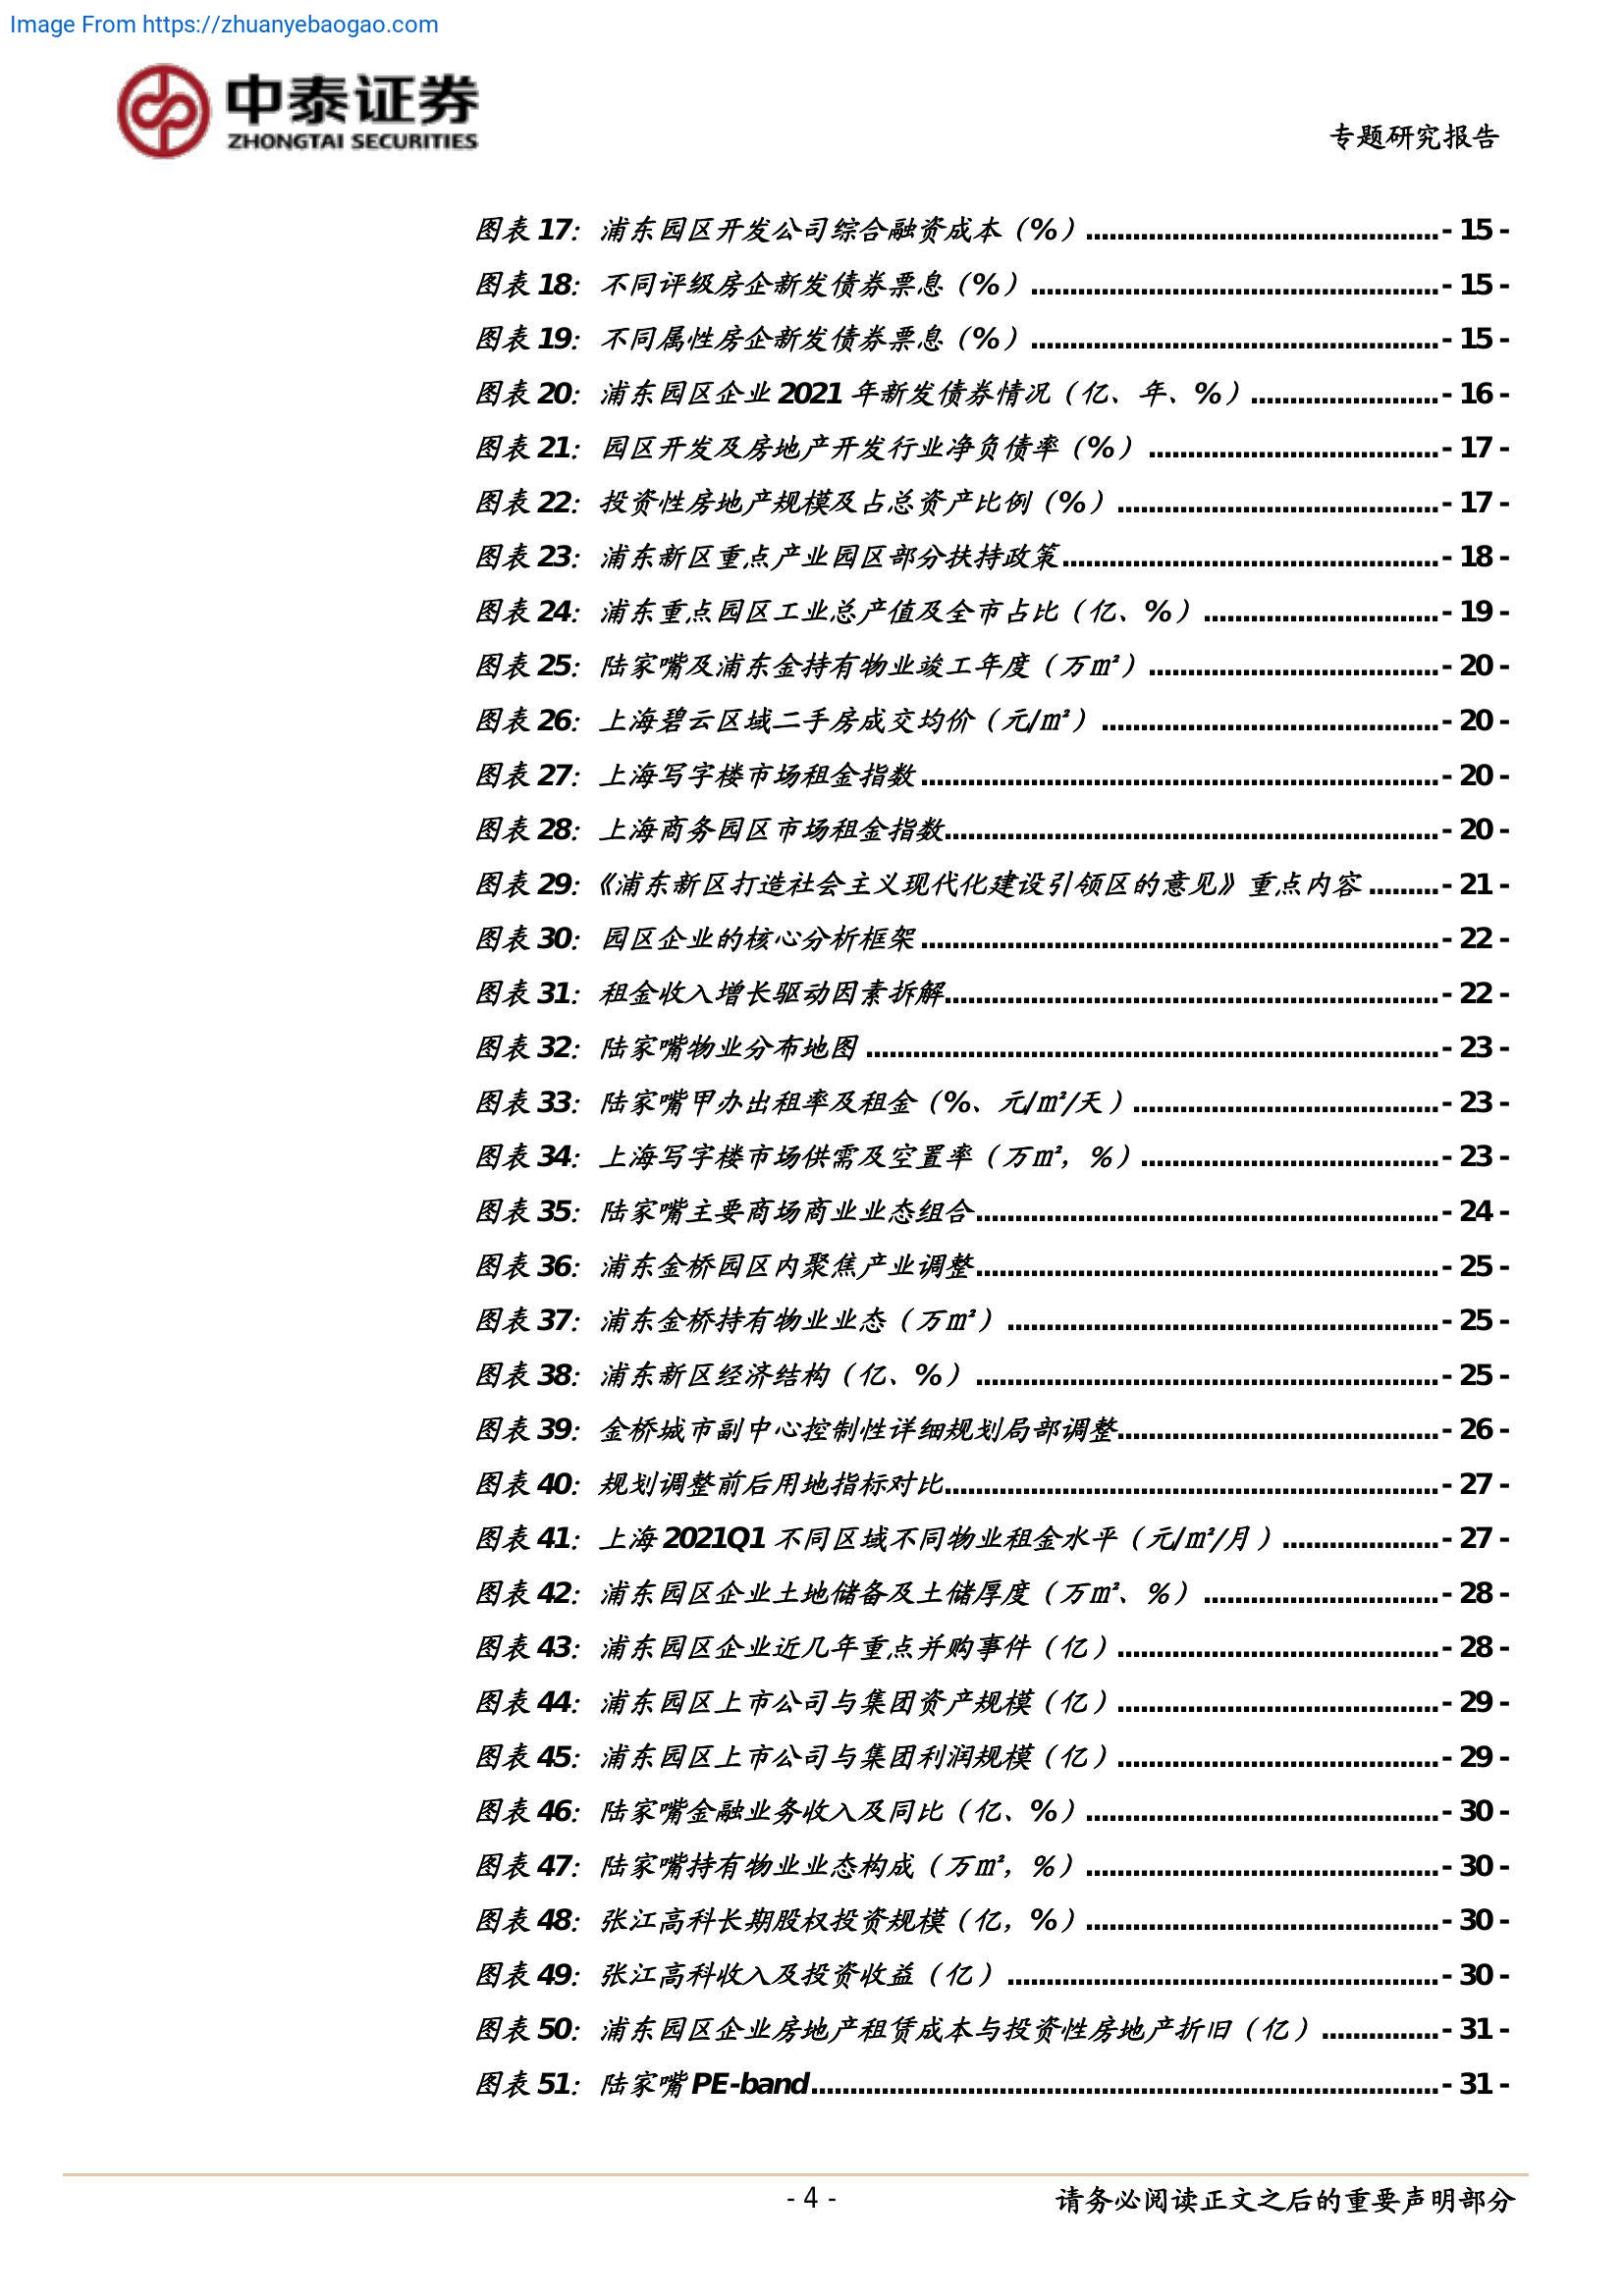 Image From https://zhuanyebaogao.com
中泰证券
ZHONGTAI SECURITIES
专题研究报告
图表 17：浦东园区开发公司综合融资成本（%）............................................- 15 -
图表 18：不同评级房企新发债券票息（%）...................................................- 15 -
图表 19：不同属性房企新发债券票息（%）...................................................- 15 -
图表 20：浦东园区企业 2021 年新发债券情况（亿、年、%）........................- 16 -
图表 21：园区开发及房地产开发行业净负债率（%）.....................................- 17 -
图表 22：投资性房地产规模及占总资产比例（%）.........................................- 17 -
图表 23：浦东新区重点产业园区部分扶持政策................................................- 18 -
图表 24：浦东重点园区工业总产值及全市占比（亿、%）..............................- 19 -
图表 25：陆家嘴及浦东金持有物业竣工年度（万㎡）.....................................- 20 -
图表 26：上海碧云区域二手房成交均价（元/㎡）...........................................- 20 -
图表 27：上海写字楼市场租金指数..................................................................- 20 -
图表 28：上海商务园区市场租金指数...............................................................- 20 -
图表 29：《浦东新区打造社会主义现代化建设引领区的意见》重点内容.........- 21 -
图表 30：园区企业的核心分析框架..................................................................- 22 -
图表 31：租金收入增长驱动因素拆解...............................................................- 22 -
图表 32：陆家嘴物业分布地图.........................................................................- 23 -
图表 33：陆家嘴甲办出租率及租金（%、元/㎡/天）.......................................- 23 -
图表 34：上海写字楼市场供需及空置率（万㎡，%）......................................- 23 -
图表 35：陆家嘴主要商场商业业态组合...........................................................- 24 -
图表 36：浦东金桥园区内聚焦产业调整...........................................................- 25 -
图表 37：浦东金桥持有物业业态（万㎡）.......................................................- 25 -
图表 38：浦东新区经济结构（亿、%）...........................................................- 25 -
图表 39：金桥城市副中心控制性详细规划局部调整.........................................- 26 -
图表 40：规划调整前后用地指标对比...............................................................- 27 -
图表 41：上海 2021Q1 不同区域不同物业租金水平（元/㎡/月）....................- 27 -
图表 42：浦东园区企业土地储备及土储厚度（万㎡、%）..............................- 28 -
图表 43：浦东园区企业近几年重点并购事件（亿）.........................................- 28 -
图表 44：浦东园区上市公司与集团资产规模（亿）.........................................- 29 -
图表 45：浦东园区上市公司与集团利润规模（亿）.........................................- 29 -
图表 46：陆家嘴金融业务收入及同比（亿、%）.............................................- 30 -
图表 47：陆家嘴持有物业业态构成（万㎡，%）.............................................- 30 -
图表 48：张江高科长期股权投资规模（亿，%）.............................................- 30 -
图表 49：张江高科收入及投资收益（亿）.......................................................- 30 -
图表 50：浦东园区企业房地产租赁成本与投资性房地产折旧（亿）...............- 31 -
图表 51：陆家嘴 PE-band................................................................................- 31 -
- 4 -
请务必阅读正文之后的重要声明部分